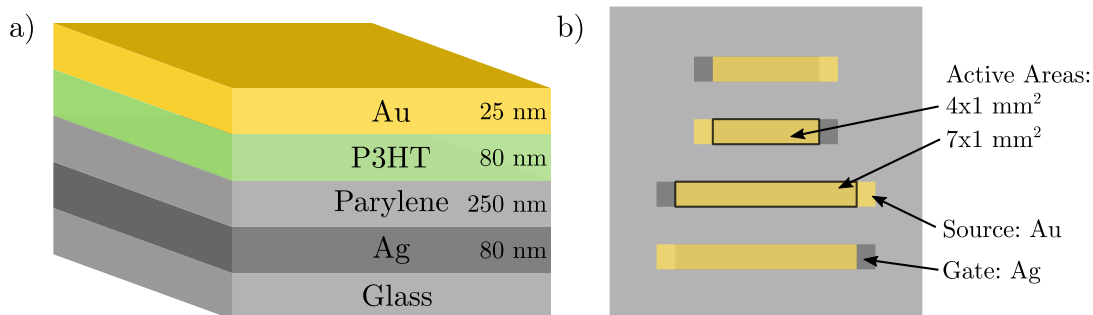 a)
Au 25 nm
P3HT 80 nm
Parylene 250 nm
Ag 80 nm
Glass
b)
Active Areas:
4x1 mm²
7x1 mm²
Source: Au
Gate: Ag